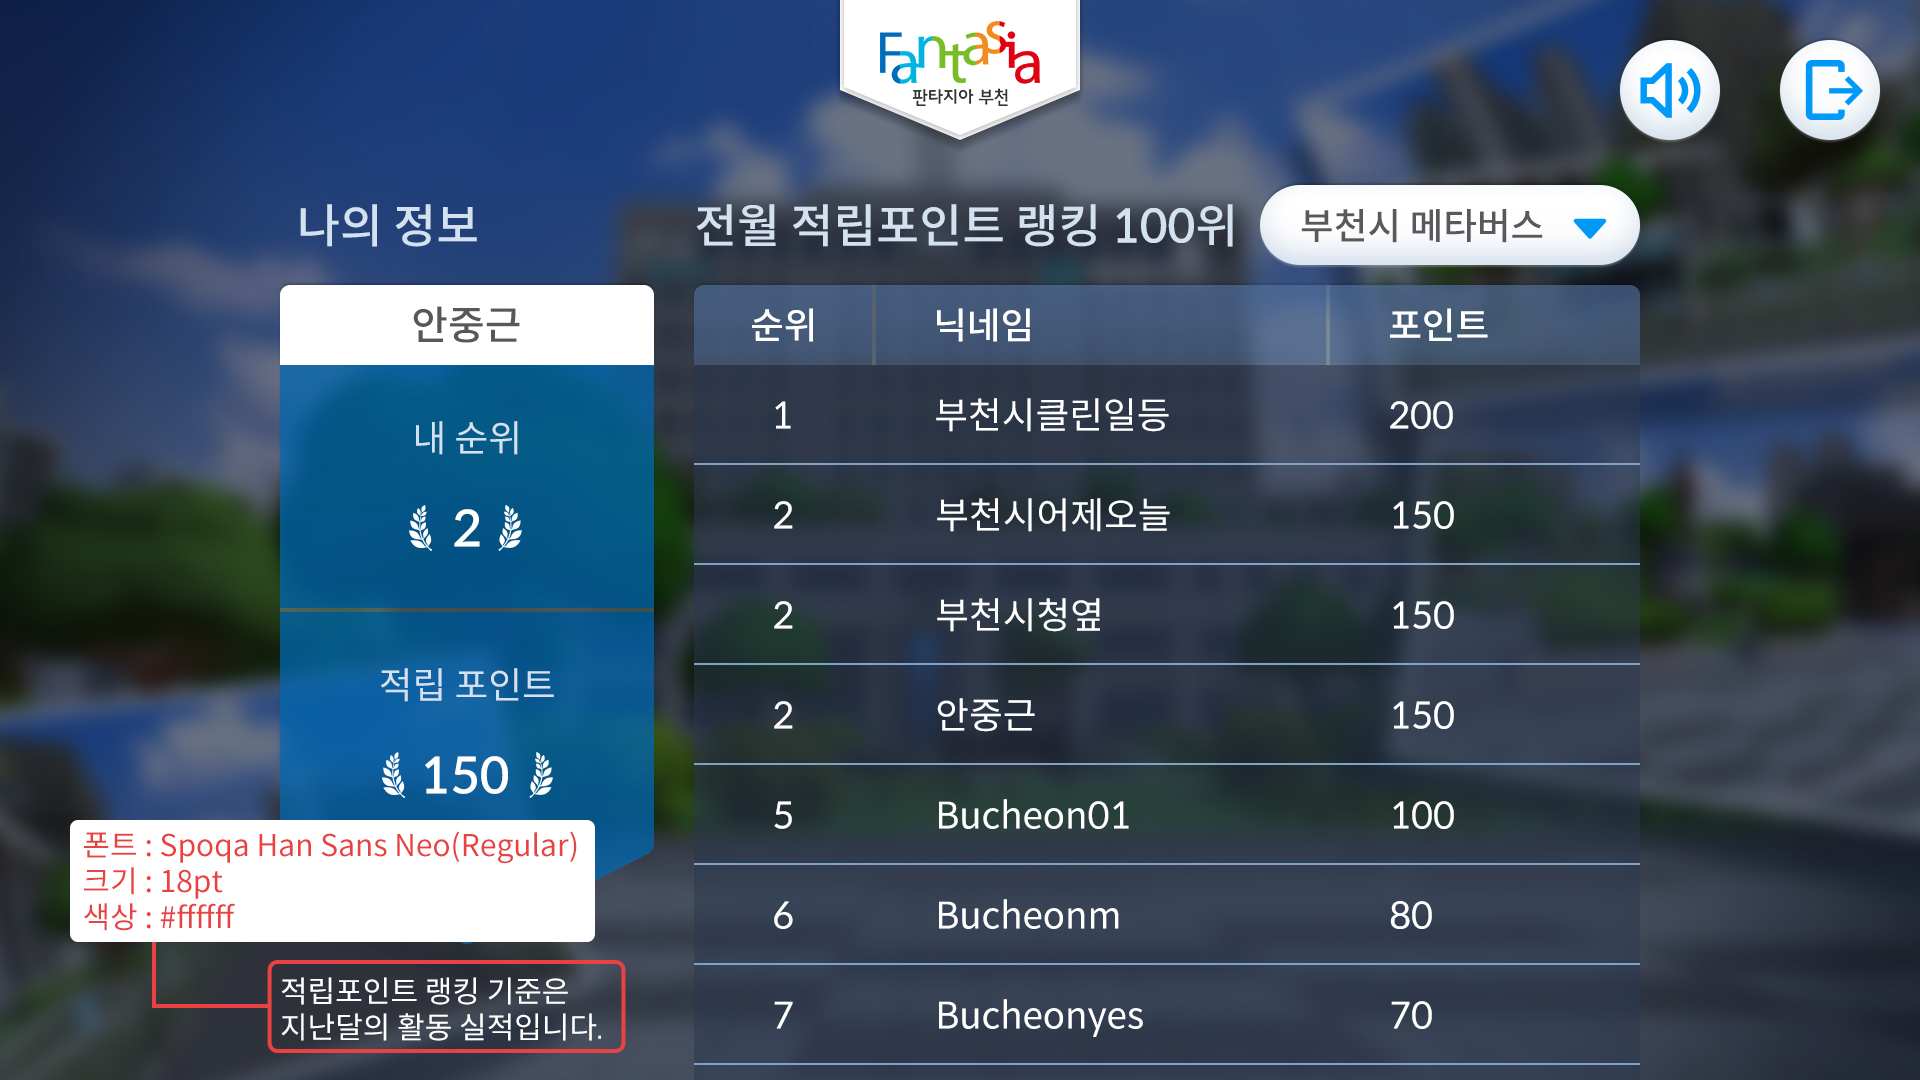 Fantasia
판타지아 부천
나의 정보
전월 적립포인트 랭킹 100위
부천시 메타버스
안중근
내 순위
2
적립 포인트
150
순위 닉네임 포인트
1 부천시클린일등 200
2 부천시어제오늘 150
2 부천시청옆 150
2 안중근 150
5 Bucheon01 100
6 Bucheonm 80
7 Bucheonyes 70
폰트 : Spoqa Han Sans Neo(Regular)
크기 : 18pt
색상 : #ffffff
적립포인트 랭킹 기준은
지난달의 활동 실적입니다.